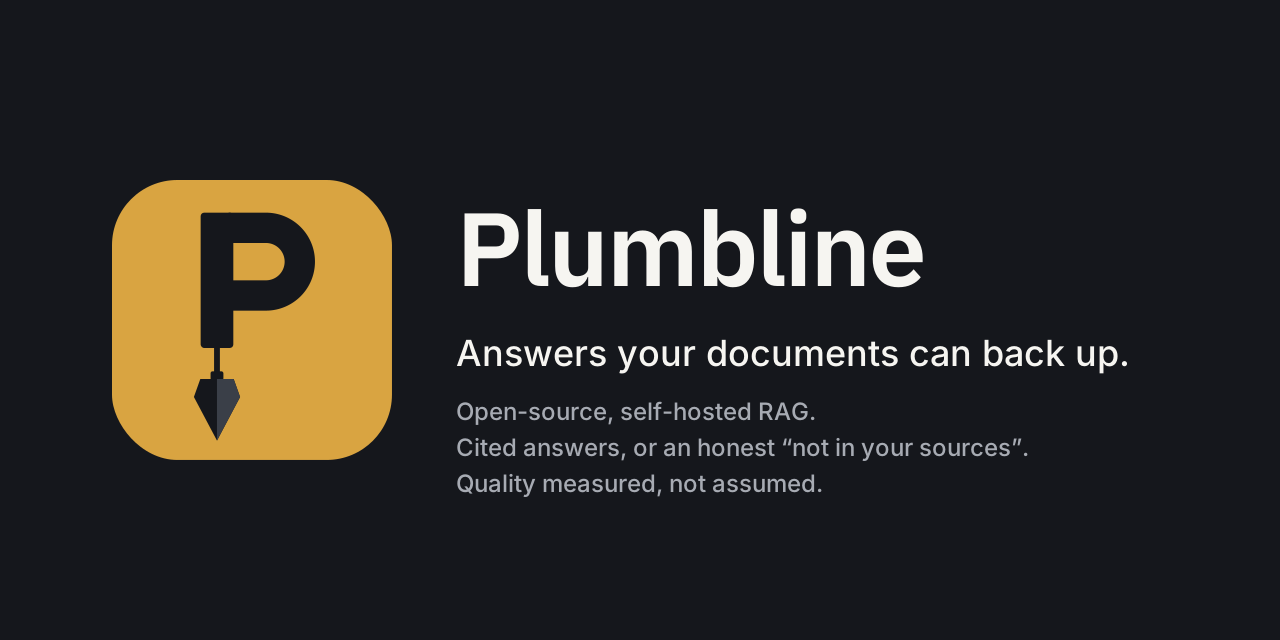 P
Plumbline
Answers your documents can back up.
Open-source, self-hosted RAG.
Cited answers, or an honest “not in your sources”.
Quality measured, not assumed.